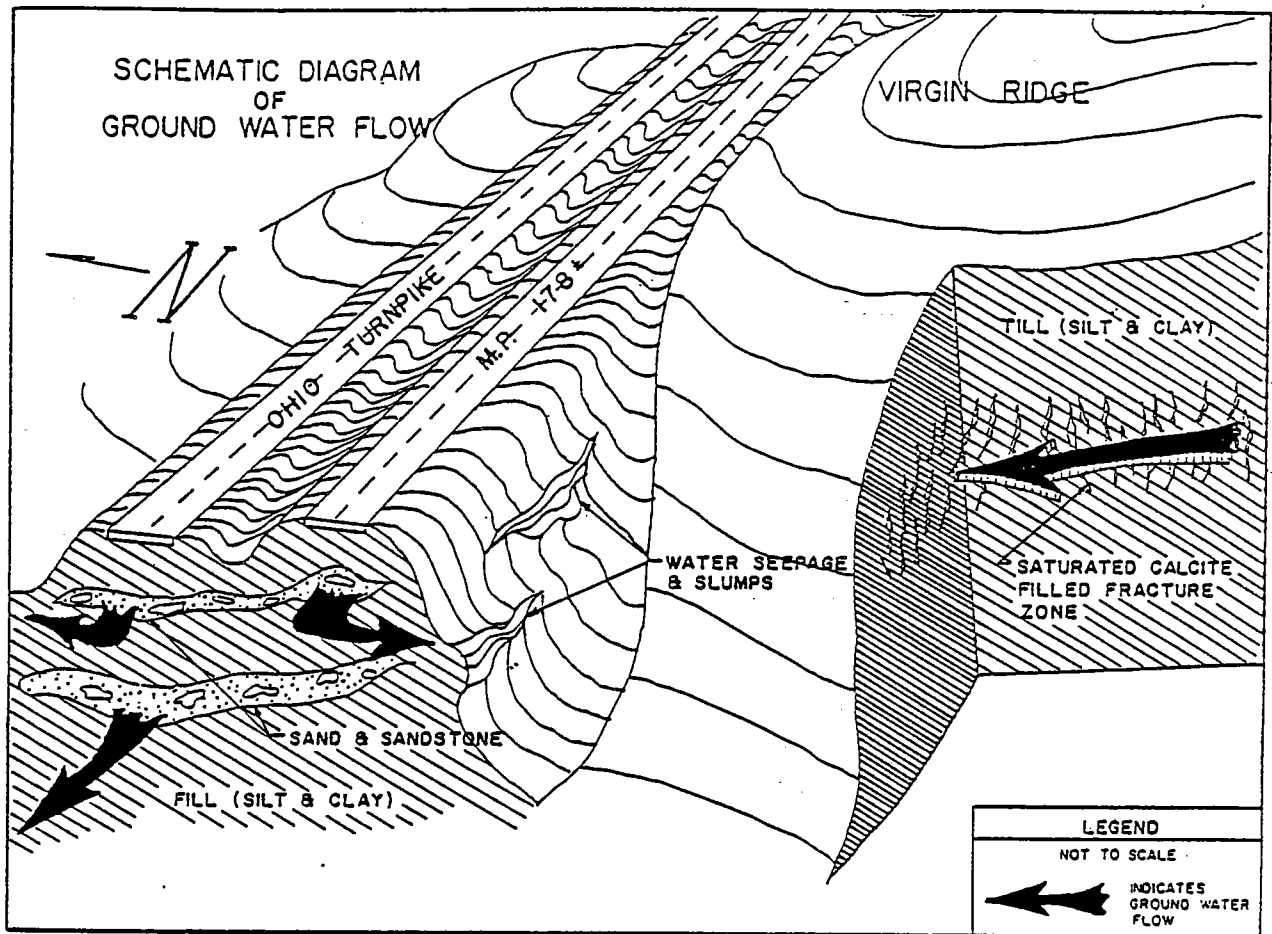 SCHEMATIC DIAGRAM
OF
GROUND WATER FLOW
VIRGIN RIDGE
N
OHIO TURNPIKE
M.P. 178±
TILL (SILT & CLAY)
WATER SEEPAGE
& SLUMPS
SATURATED CALCITE
FILLED FRACTURE
ZONE
SAND & SANDSTONE
FILL (SILT & CLAY)
LEGEND
NOT TO SCALE
INDICATES
GROUND WATER
FLOW